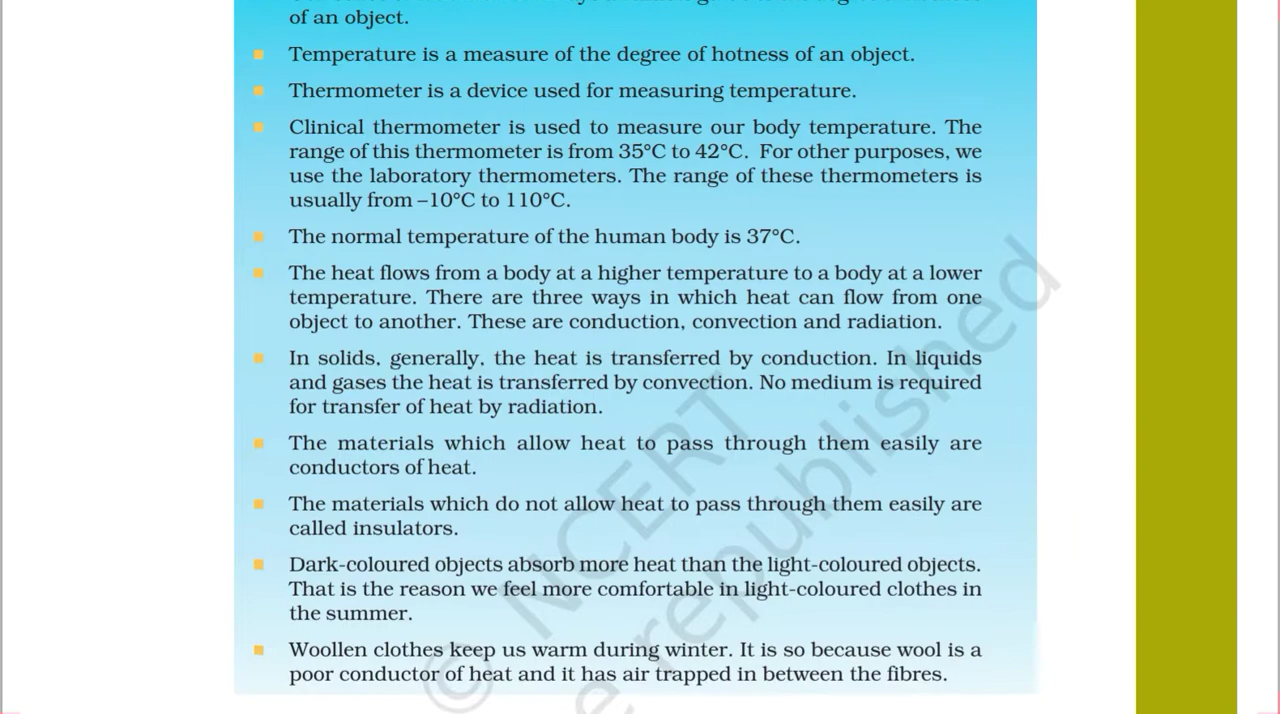 of an object.
Temperature is a measure of the degree of hotness of an object.
Thermometer is a device used for measuring temperature.
Clinical thermometer is used to measure our body temperature. The
range of this thermometer is from 35°C to 42°C. For other purposes, we
use the laboratory thermometers. The range of these thermometers is
usually from –10°C to 110°C.
The normal temperature of the human body is 37°C.
The heat flows from a body at a higher temperature to a body at a lower
temperature. There are three ways in which heat can flow from one
object to another. These are conduction, convection and radiation.
In solids, generally, the heat is transferred by conduction. In liquids
and gases the heat is transferred by convection. No medium is required
for transfer of heat by radiation.
The materials which allow heat to pass through them easily are
conductors of heat.
The materials which do not allow heat to pass through them easily are
called insulators.
Dark-coloured objects absorb more heat than the light-coloured objects.
That is the reason we feel more comfortable in light-coloured clothes in
the summer.
Woollen clothes keep us warm during winter. It is so because wool is a
poor conductor of heat and it has air trapped in between the fibres.
© NCERT
republished